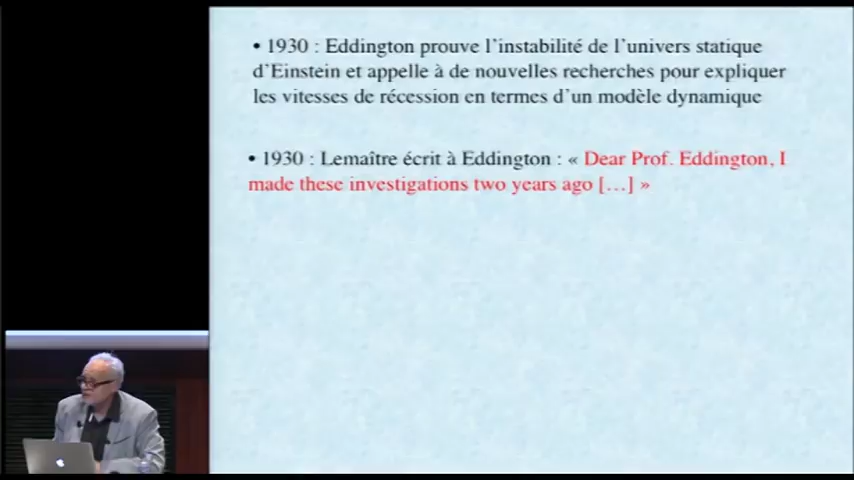 • 1930 : Eddington prouve l'instabilité de l'univers statique
d'Einstein et appelle à de nouvelles recherches pour expliquer
les vitesses de récession en termes d'un modèle dynamique
• 1930 : Lemaître écrit à Eddington : « Dear Prof. Eddington, I
made these investigations two years ago […] »